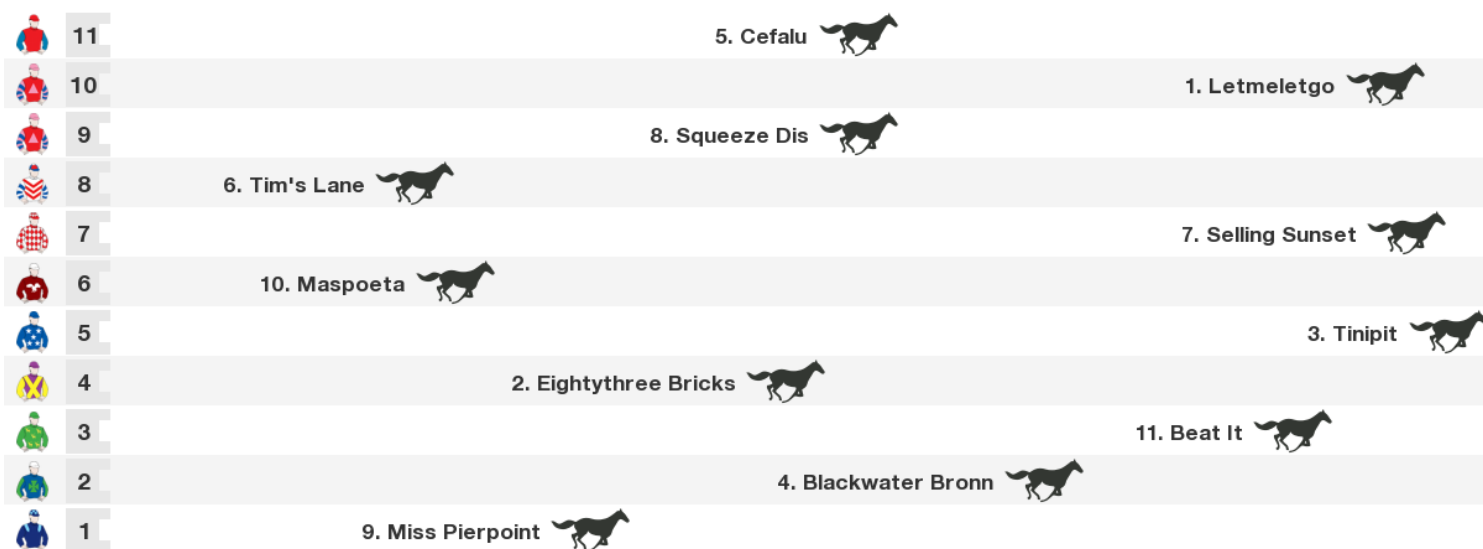 11 5. Cefalu
10 1. Letmeletgo
9 8. Squeeze Dis
8 6. Tim's Lane
7 7. Selling Sunset
6 10. Maspoeta
5 3. Tinipit
4 2. Eightythree Bricks
3 11. Beat It
2 4. Blackwater Bronn
1 9. Miss Pierpoint